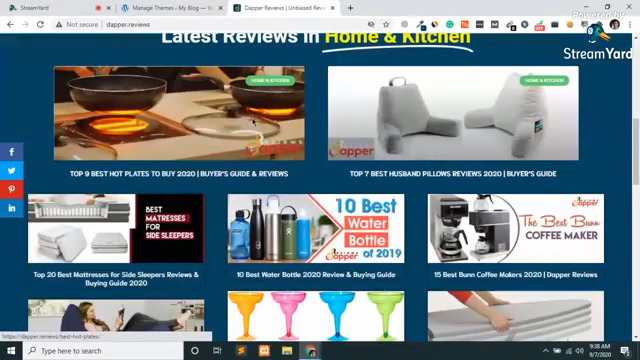 StreamYard
Manage Themes ‹ My Blog — W
Dapper Reviews | Unbiased Revi
Not secure | dapper.reviews
StreamYard
Latest Reviews in Home & Kitchen
HOME & KITCHEN
HOME & KITCHEN
Dapper
Dapper
TOP 9 BEST HOT PLATES TO BUY 2020 | BUYER'S GUIDE & REVIEWS
TOP 7 BEST HUSBAND PILLOWS REVIEWS 2020 | BUYER'S GUIDE
BEST
MATRRESSES
FOR
SIDE SLEEPERS
10 Best
Water
Bottle
of 2019
Dapper
The Best Bunn
COFFEE MAKER
Top 20 Best Mattresses for Side Sleepers Reviews &
Buying Guide 2020
10 Best Water Bottle 2020 Review & Buying Guide
15 Best Bunn Coffee Makers 2020 | Dapper Reviews
https://dapper.reviews/best-hot-plates/
Type here to search
9:38 AM
9/7/2020